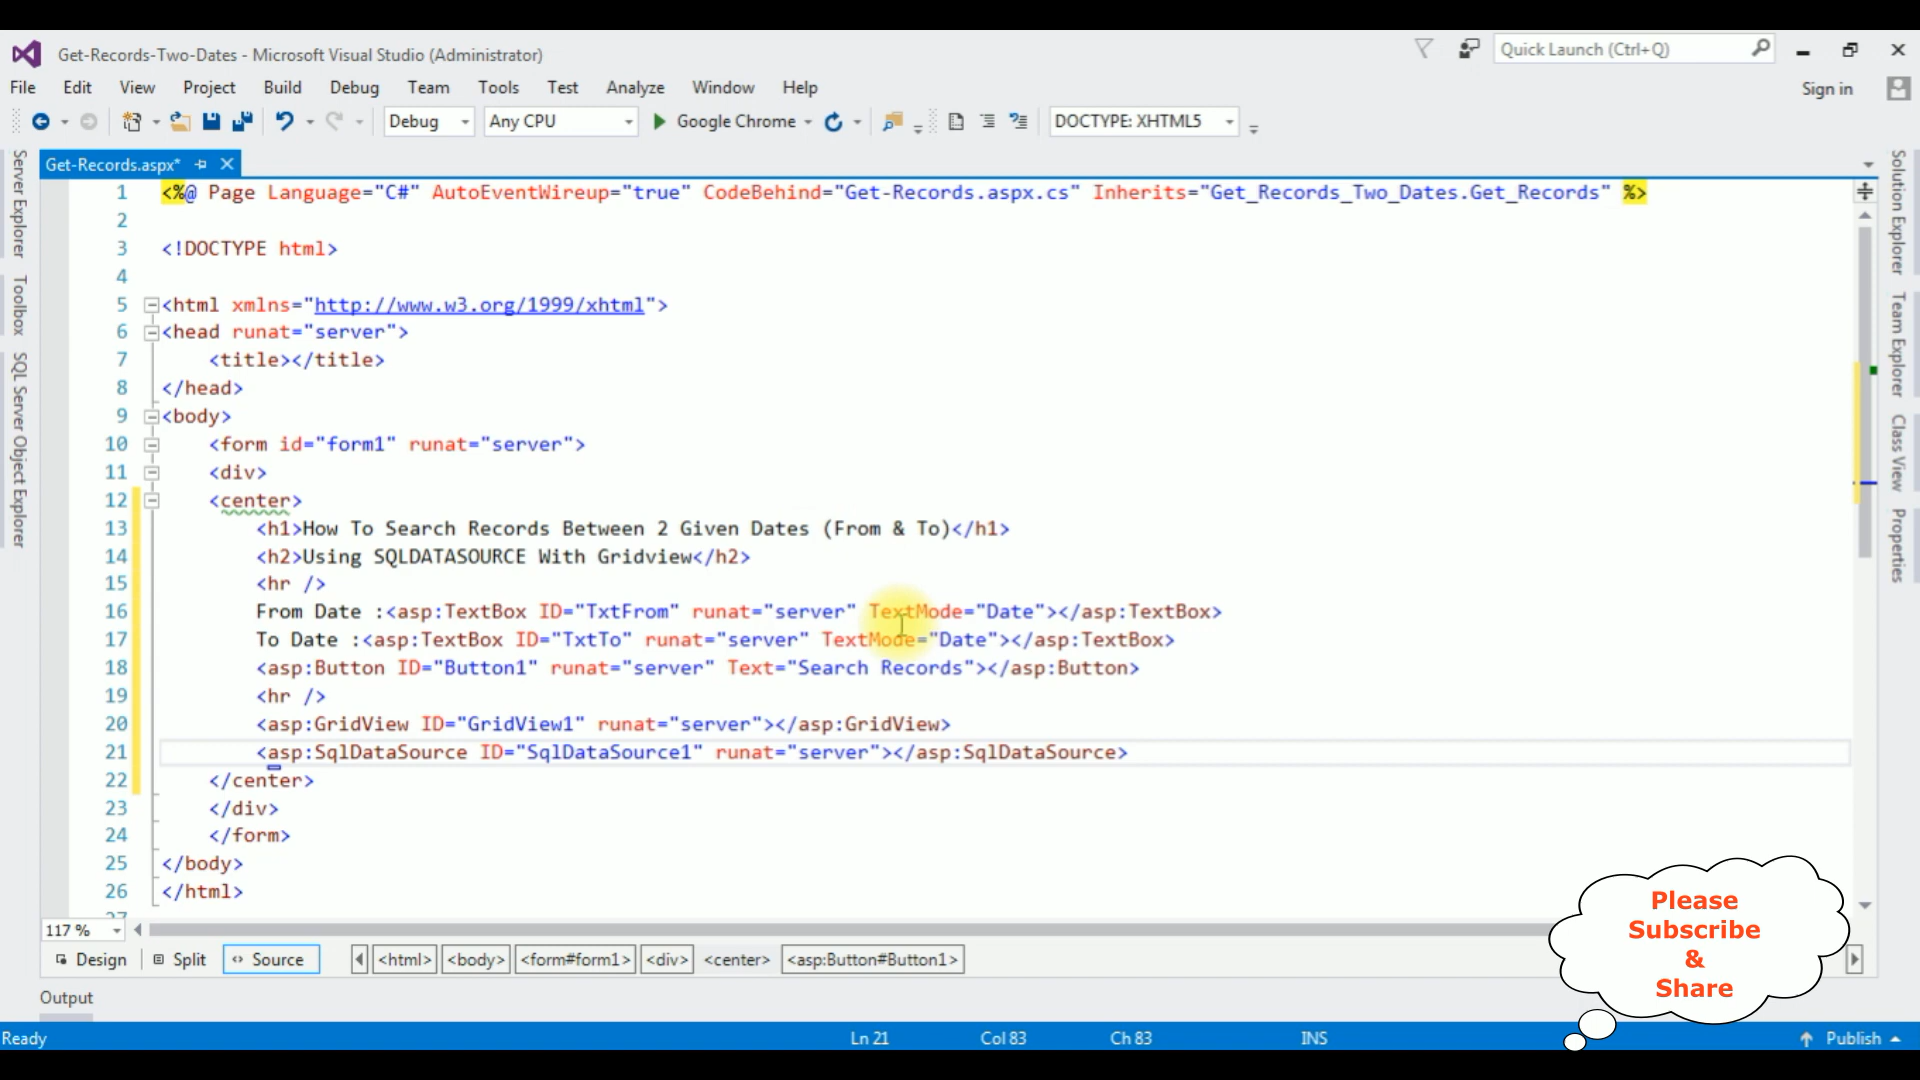 Get-Records-Two-Dates - Microsoft Visual Studio (Administrator)
Quick Launch (Ctrl+Q)
File Edit View Project Build Debug Team Tools Test Analyze Window Help
Sign in
Debug Any CPU Google Chrome DOCTYPE: XHTML5
Get-Records.aspx*
1 <%@ Page Language="C#" AutoEventWireup="true" CodeBehind="Get-Records.aspx.cs" Inherits="Get_Records_Two_Dates.Get_Records" %>
2
3 <!DOCTYPE html>
4
5 <html xmlns="http://www.w3.org/1999/xhtml">
6 <head runat="server">
7 <title></title>
8 </head>
9 <body>
10 <form id="form1" runat="server">
11 <div>
12 <center>
13 <h1>How To Search Records Between 2 Given Dates (From & To)</h1>
14 <h2>Using SQLDATASOURCE With Gridview</h2>
15 <hr />
16 From Date :<asp:TextBox ID="TxtFrom" runat="server" TextMode="Date"></asp:TextBox>
17 To Date :<asp:TextBox ID="TxtTo" runat="server" TextMode="Date"></asp:TextBox>
18 <asp:Button ID="Button1" runat="server" Text="Search Records"></asp:Button>
19 <hr />
20 <asp:GridView ID="GridView1" runat="server"></asp:GridView>
21 <asp:SqlDataSource ID="SqlDataSource1" runat="server"></asp:SqlDataSource>
22 </center>
23 </div>
24 </form>
25 </body>
26 </html>
27
Server Explorer
Toolbox
SQL Server Object Explorer
Solution Explorer
Team Explorer
Class View
Properties
117 %
Design Split Source <html> <body> <form#form1> <div> <center> <asp:Button#Button1>
Output
Ready Ln 21 Col 83 Ch 83 INS Publish
Please
Subscribe
&
Share